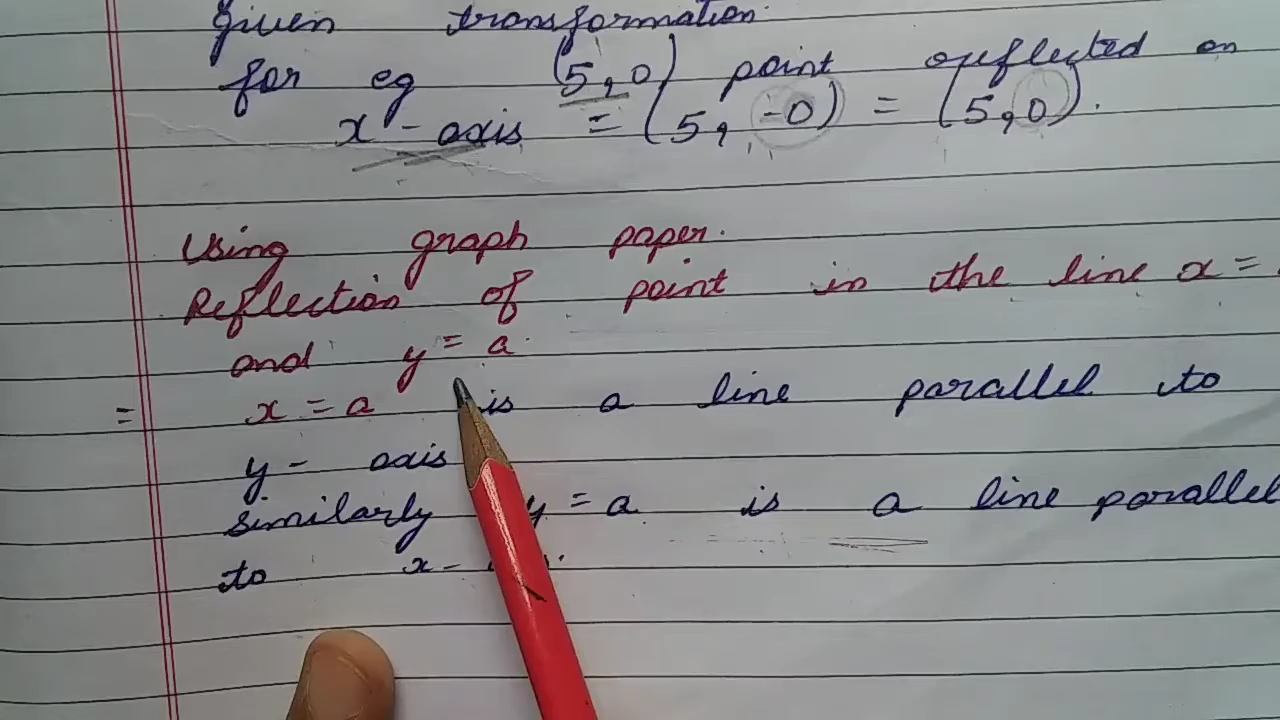 Given transformation
for eg (5,0) point reflected on
x-axis = (5, -0) = (5,0).
Using graph paper.
Reflection of point in the line x =
and y = a.
= x = a is a line parallel to
y- axis
similarly y = a is a line parallel
to x-